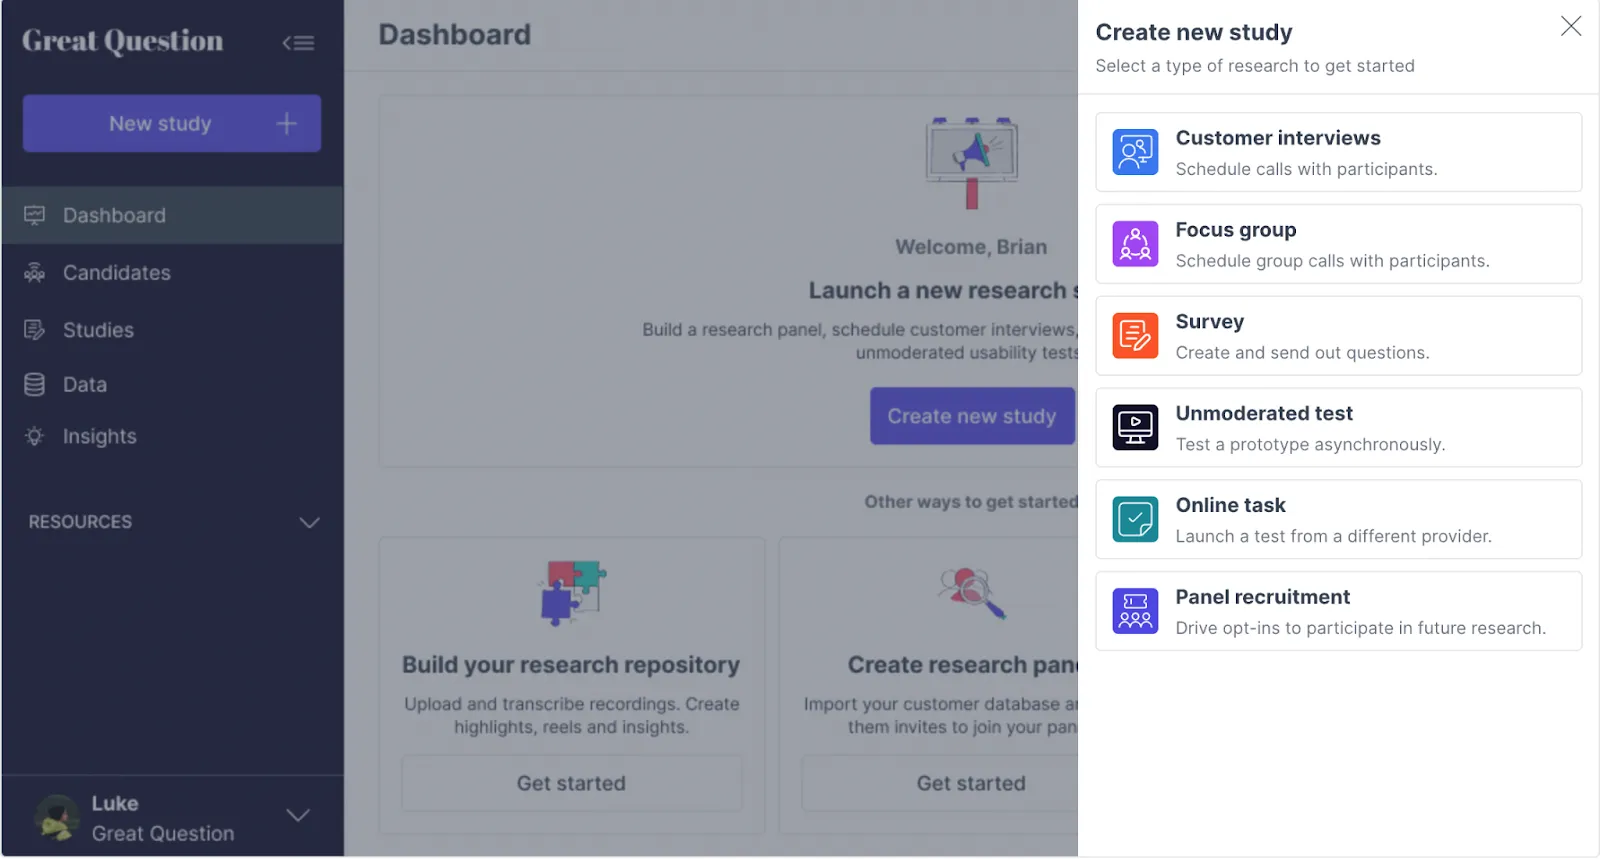 Great Question
New study
Dashboard
Candidates
Studies
Data
Insights
RESOURCES
Luke
Great Question
Dashboard
Welcome, Brian
Launch a new research s
Build a research panel, schedule customer interviews,
unmoderated usability tests
Create new study
Other ways to get started
Build your research repository
Upload and transcribe recordings. Create
highlights, reels and insights.
Get started
Create research pane
Import your customer database a
them invites to join your pan
Get started
Create new study
Select a type of research to get started
Customer interviews
Schedule calls with participants.
Focus group
Schedule group calls with participants.
Survey
Create and send out questions.
Unmoderated test
Test a prototype asynchronously.
Online task
Launch a test from a different provider.
Panel recruitment
Drive opt-ins to participate in future research.